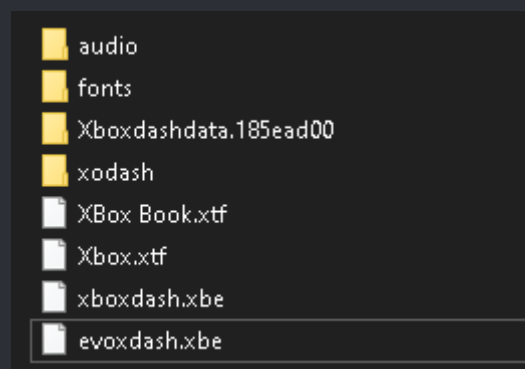 audio
fonts
Xboxdashdata.185ead00
xodash
XBox Book.xtf
Xbox.xtf
xboxdash.xbe
evoxdash.xbe